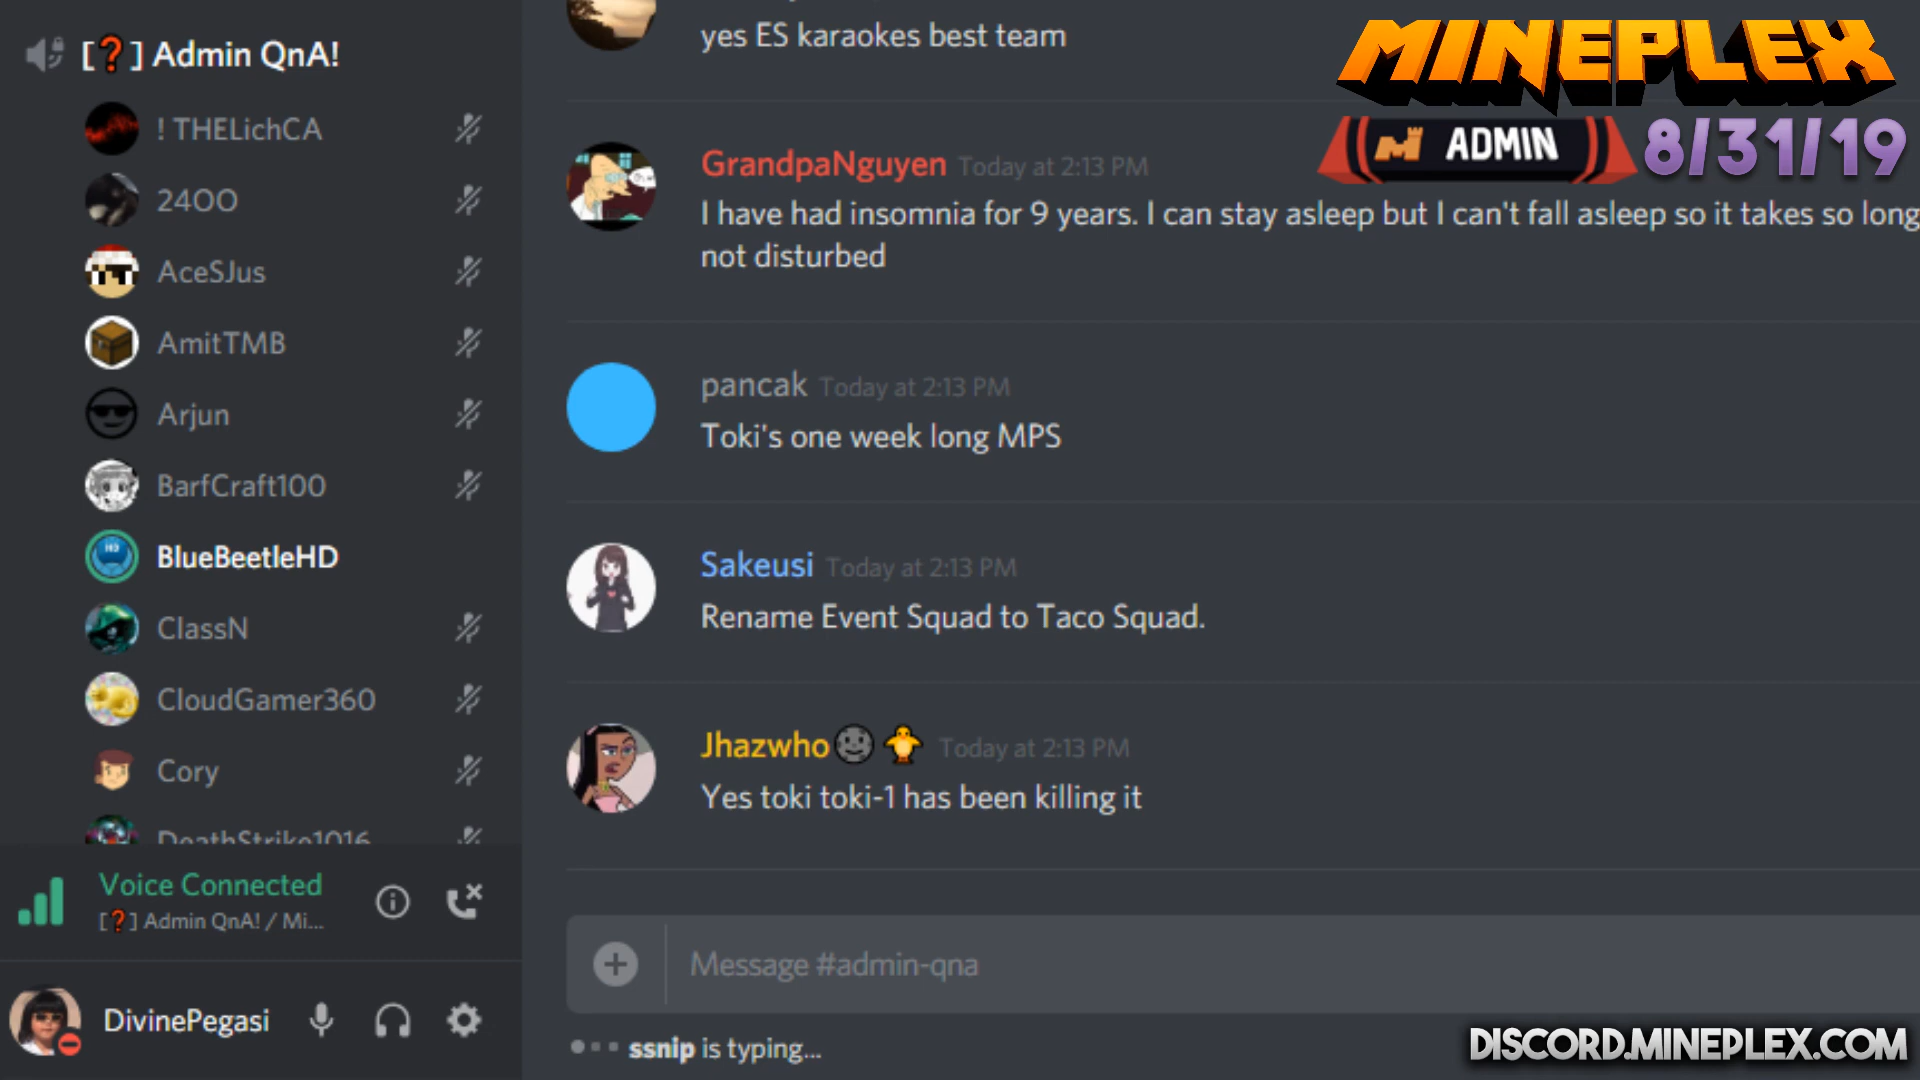 [❓] Admin QnA!
! THELichCA
24OO
AceSJus
AmitTMB
Arjun
BarfCraft100
BlueBeetleHD
ClassN
CloudGamer360
Cory
DeathStrike1016
Voice Connected
[❓] Admin QnA! / Mi...
DivinePegasi
yes ES karaokes best team
GrandpaNguyen Today at 2:13 PM
I have had insomnia for 9 years. I can stay asleep but I can't fall asleep so it takes so long
not disturbed
pancak Today at 2:13 PM
Toki's one week long MPS
Sakeusi Today at 2:13 PM
Rename Event Squad to Taco Squad.
Jhazwho Today at 2:13 PM
Yes toki toki-1 has been killing it
Message #admin-qna
ssnip is typing...
MINEPLEX
ADMIN 8/31/19
DISCORD.MINEPLEX.COM